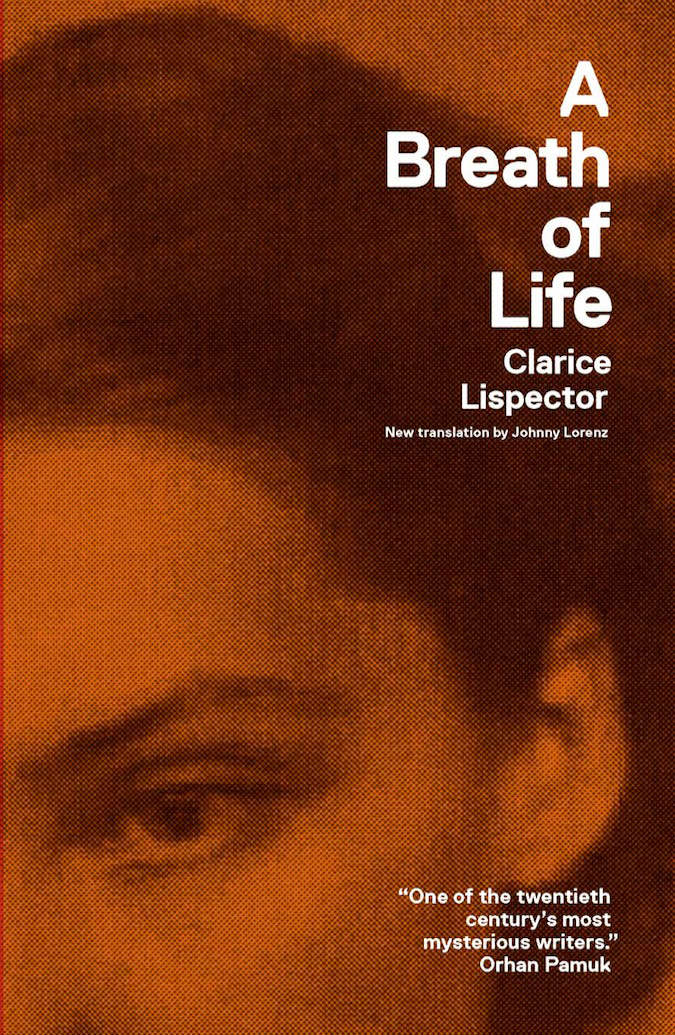 A
Breath
of
Life
Clarice
Lispector
New translation by Johnny Lorenz
“One of the twentieth
century’s most
mysterious writers.”
Orhan Pamuk